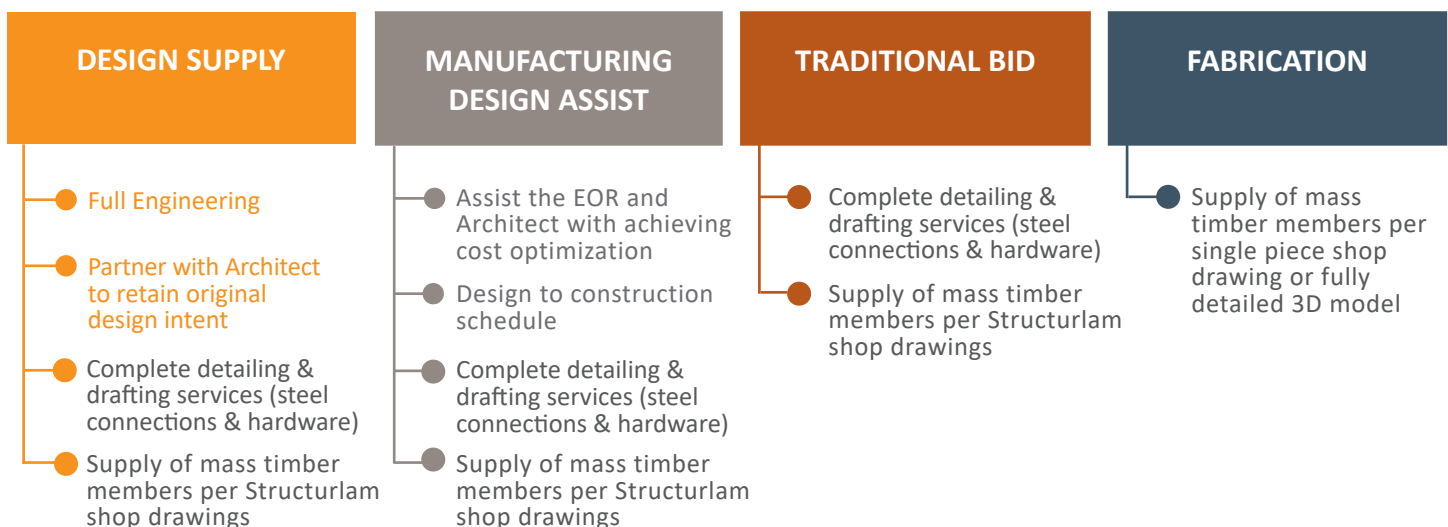 DESIGN SUPPLY
Full Engineering
Partner with Architect
to retain original
design intent
Complete detailing &
drafting services (steel
connections & hardware)
Supply of mass timber
members per Structurlam
shop drawings
MANUFACTURING
DESIGN ASSIST
Assist the EOR and
Architect with achieving
cost optimization
Design to construction
schedule
Complete detailing &
drafting services (steel
connections & hardware)
Supply of mass timber
members per Structurlam
shop drawings
TRADITIONAL BID
Complete detailing &
drafting services (steel
connections & hardware)
Supply of mass timber
members per Structurlam
shop drawings
FABRICATION
Supply of mass
timber members per
single piece shop
drawing or fully
detailed 3D model